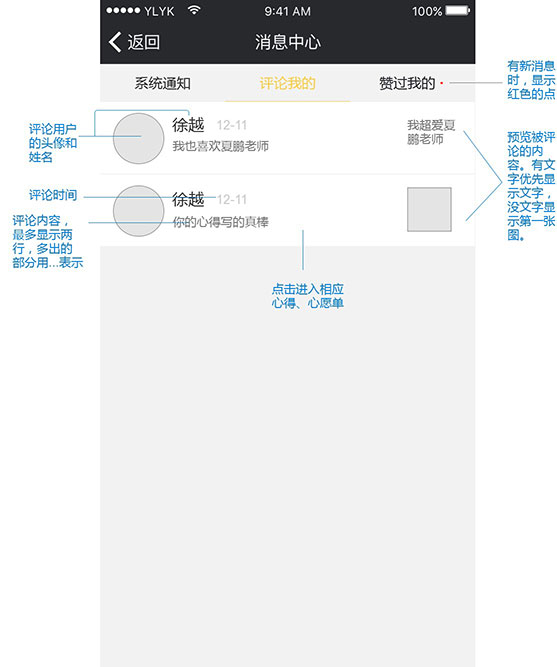 YLYK 9:41 AM 100%
返回 消息中心
系统通知 评论我的 赞过我的
有新消息
时，显示
红色的点
评论用户
的头像和
姓名
徐越 12-11
我也喜欢夏鹏老师
我超爱夏
鹏老师
预览被评
论的内
容。有文
字优先显
示文字，
没文字显
示第一张
图。
评论时间
徐越 12-11
你的心得写的真棒
评论内容，
最多显示两
行，多出的
部分用...表示
点击进入相应
心得、心愿单